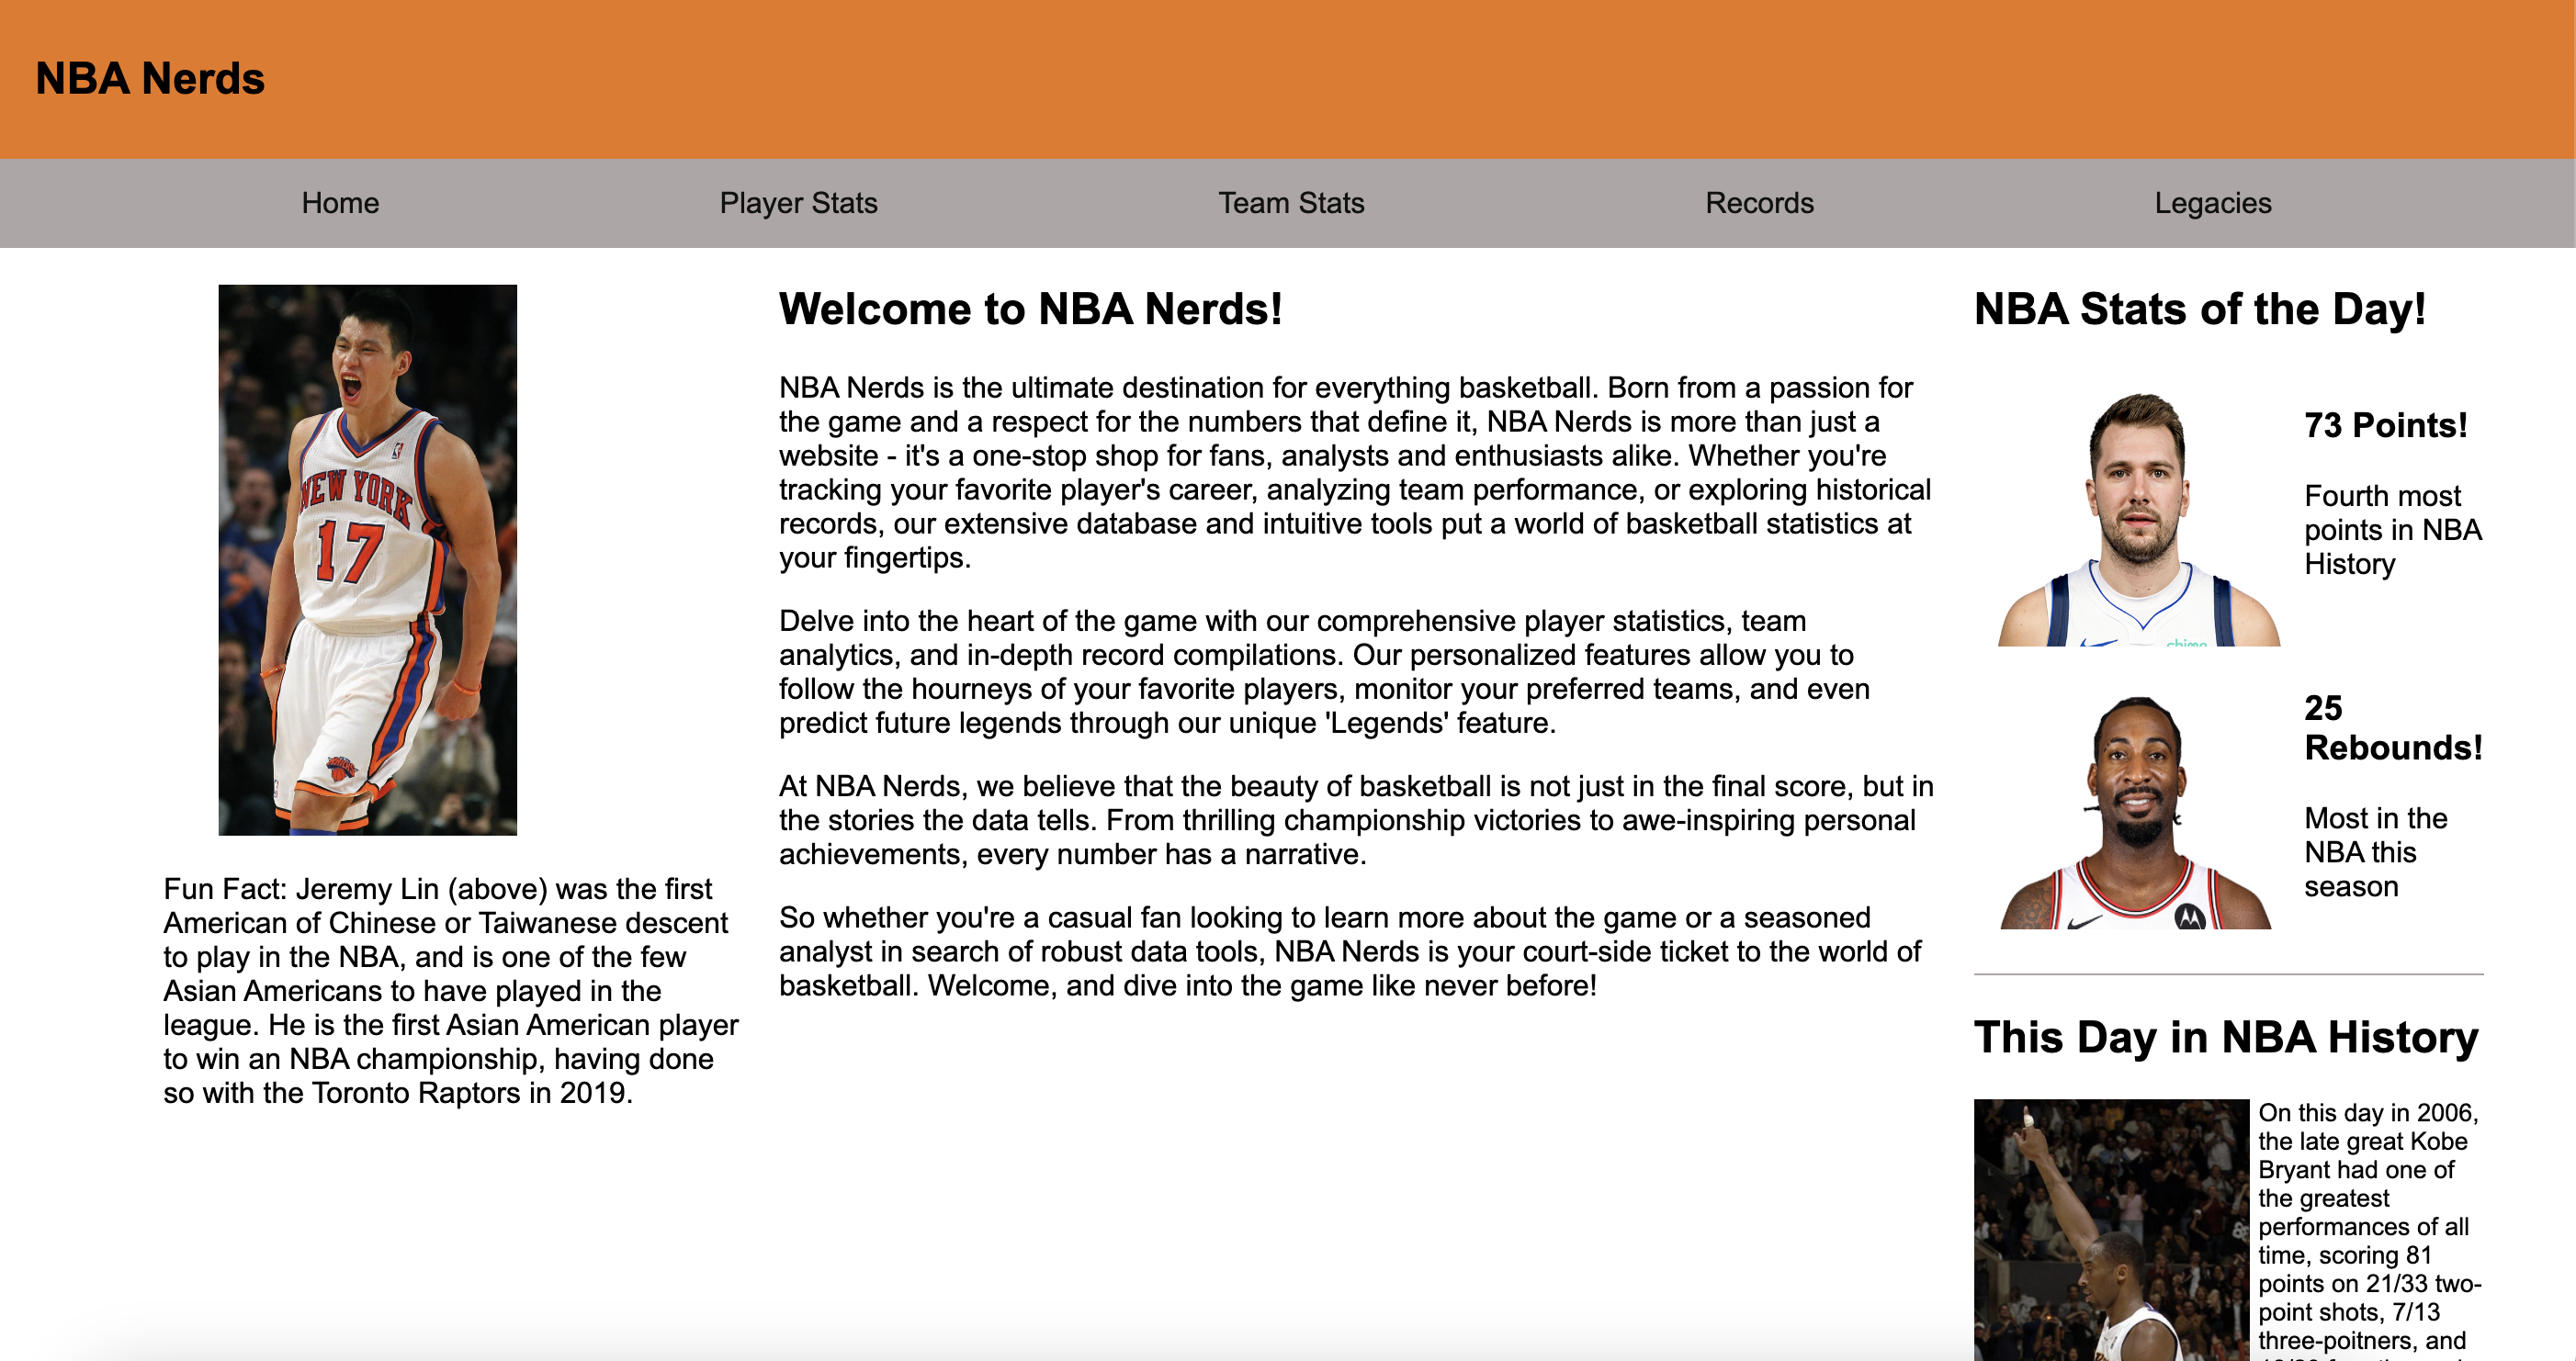 NBA Nerds
Home
Player Stats
Team Stats
Records
Legacies
NEW YORK
17
Fun Fact: Jeremy Lin (above) was the first
American of Chinese or Taiwanese descent
to play in the NBA, and is one of the few
Asian Americans to have played in the
league. He is the first Asian American player
to win an NBA championship, having done
so with the Toronto Raptors in 2019.
Welcome to NBA Nerds!
NBA Nerds is the ultimate destination for everything basketball. Born from a passion for
the game and a respect for the numbers that define it, NBA Nerds is more than just a
website - it's a one-stop shop for fans, analysts and enthusiasts alike. Whether you're
tracking your favorite player's career, analyzing team performance, or exploring historical
records, our extensive database and intuitive tools put a world of basketball statistics at
your fingertips.
Delve into the heart of the game with our comprehensive player statistics, team
analytics, and in-depth record compilations. Our personalized features allow you to
follow the hourneys of your favorite players, monitor your preferred teams, and even
predict future legends through our unique 'Legends' feature.
At NBA Nerds, we believe that the beauty of basketball is not just in the final score, but in
the stories the data tells. From thrilling championship victories to awe-inspiring personal
achievements, every number has a narrative.
So whether you're a casual fan looking to learn more about the game or a seasoned
analyst in search of robust data tools, NBA Nerds is your court-side ticket to the world of
basketball. Welcome, and dive into the game like never before!
NBA Stats of the Day!
chime
73 Points!
Fourth most
points in NBA
History
25
Rebounds!
Most in the
NBA this
season
This Day in NBA History
On this day in 2006,
the late great Kobe
Bryant had one of
the greatest
performances of all
time, scoring 81
points on 21/33 two-
point shots, 7/13
three-poitners, and